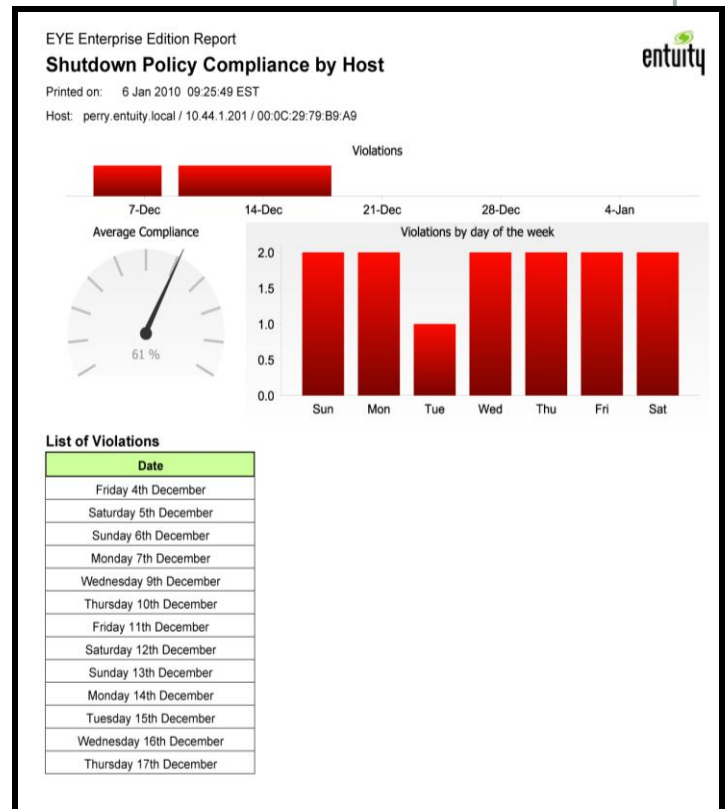 EYE Enterprise Edition Report
entuity
Shutdown Policy Compliance by Host
Printed on: 6 Jan 2010 09:25:49 EST
Host: perry.entuity.local / 10.44.1.201 / 00:0C:29:79:B9:A9
Violations
7-Dec 14-Dec 21-Dec 28-Dec 4-Jan
Average Compliance
61 %
Violations by day of the week
2.0
1.5
1.0
0.5
0.0
Sun Mon Tue Wed Thu Fri Sat
List of Violations
Date
Friday 4th December
Saturday 5th December
Sunday 6th December
Monday 7th December
Wednesday 9th December
Thursday 10th December
Friday 11th December
Saturday 12th December
Sunday 13th December
Monday 14th December
Tuesday 15th December
Wednesday 16th December
Thursday 17th December